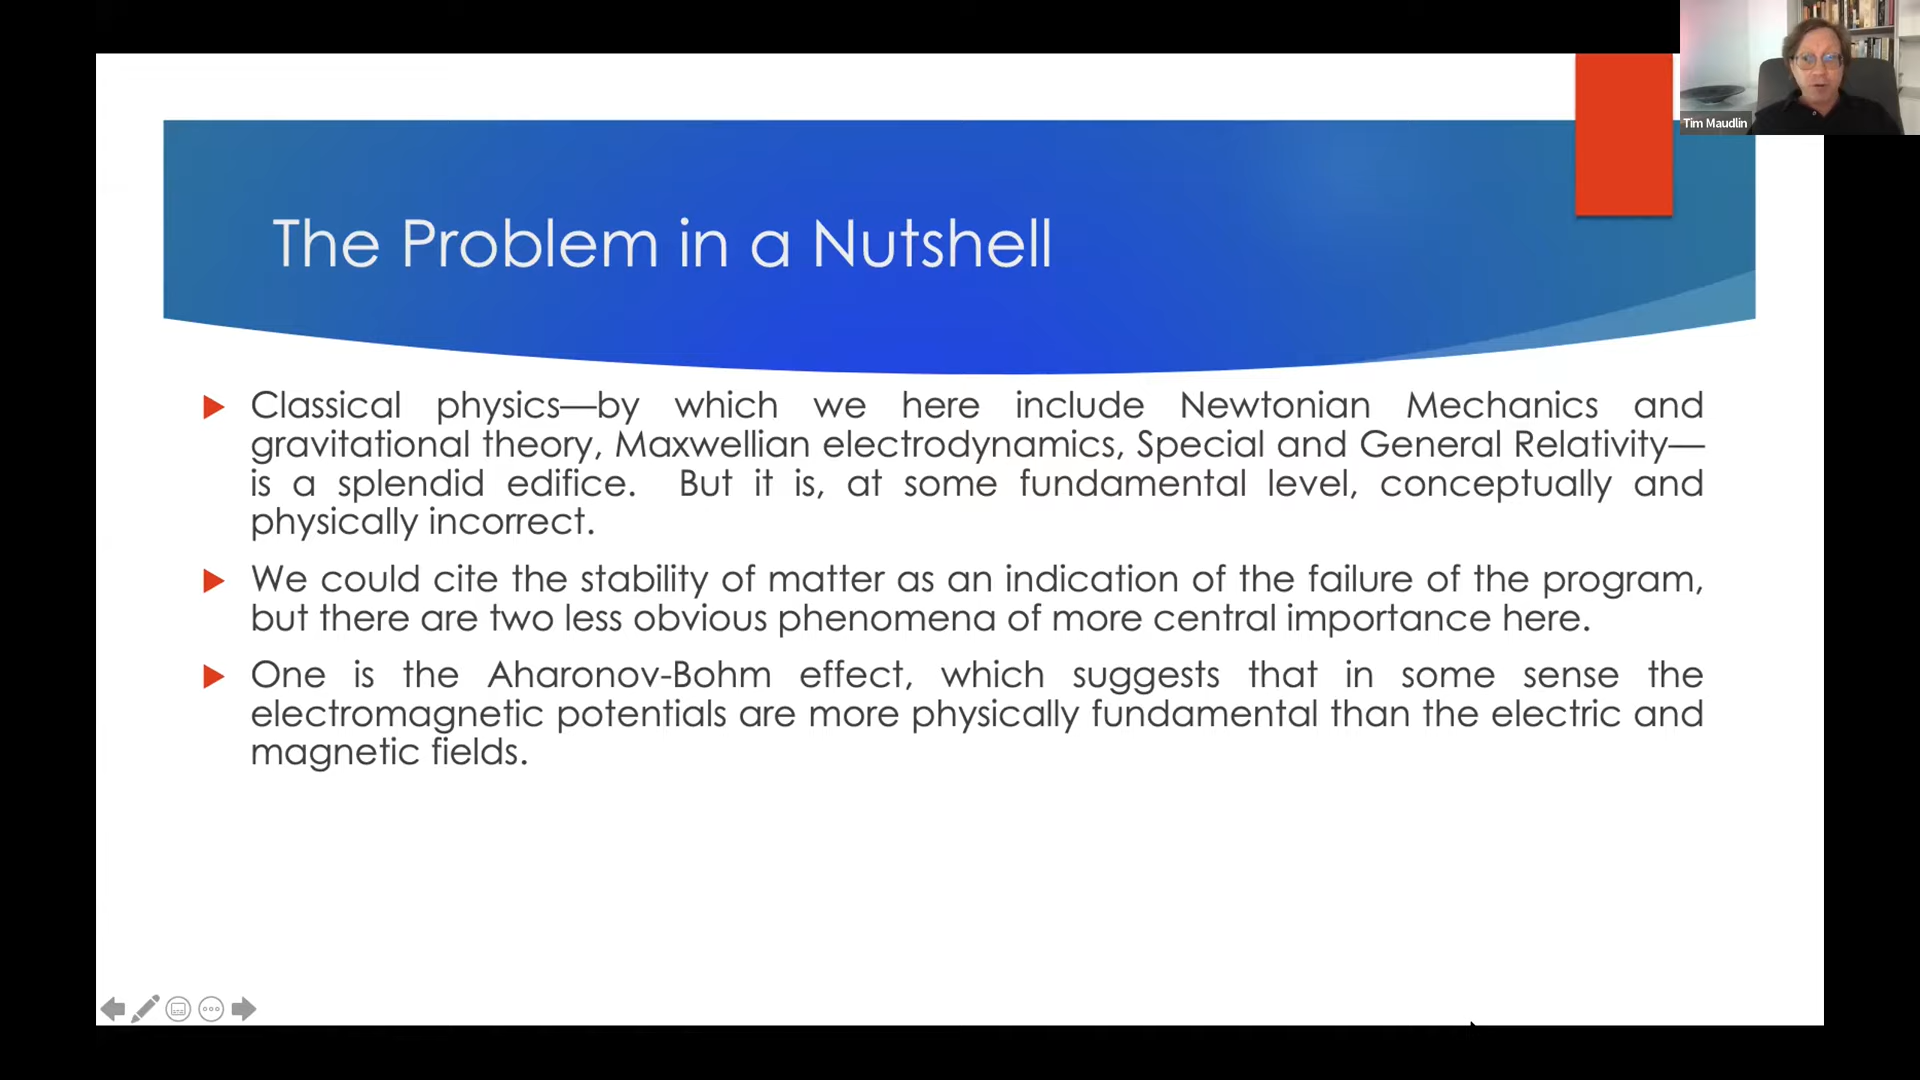 Tim Maudlin
The Problem in a Nutshell
Classical physics—by which we here include Newtonian Mechanics and
gravitational theory, Maxwellian electrodynamics, Special and General Relativity—
is a splendid edifice. But it is, at some fundamental level, conceptually and
physically incorrect.
We could cite the stability of matter as an indication of the failure of the program,
but there are two less obvious phenomena of more central importance here.
One is the Aharonov-Bohm effect, which suggests that in some sense the
electromagnetic potentials are more physically fundamental than the electric and
magnetic fields.